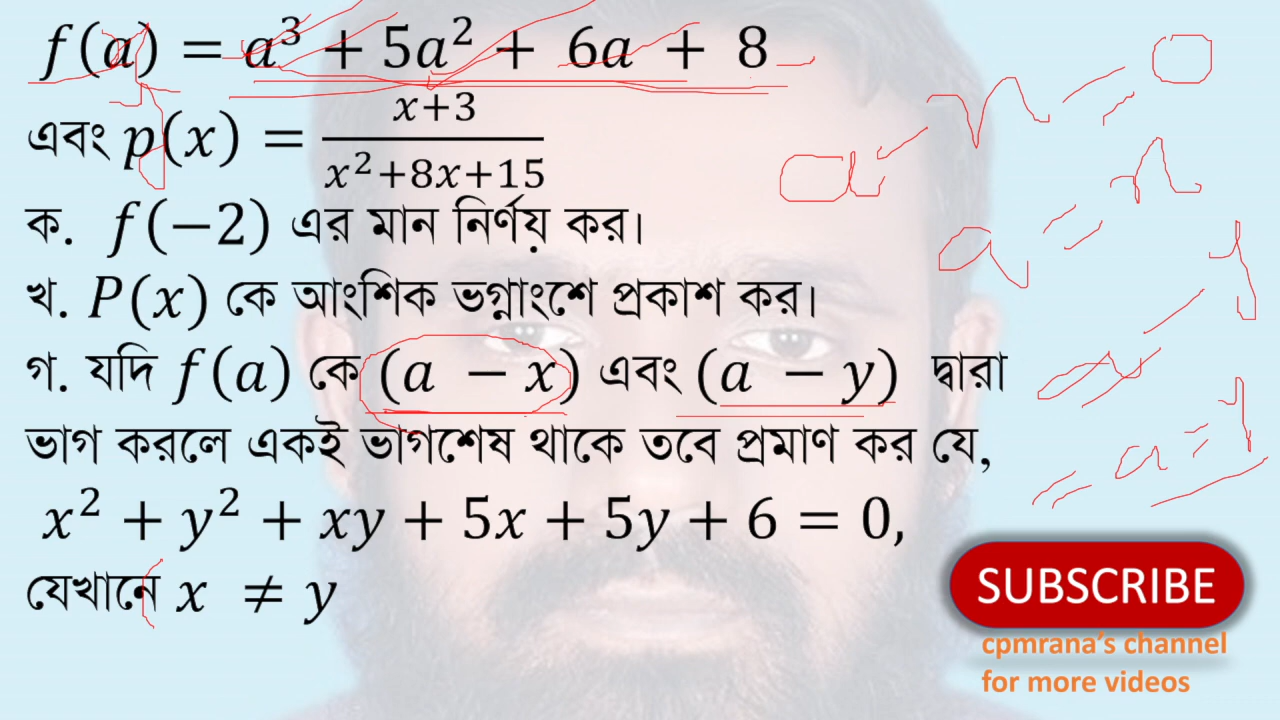 f(a) = a³ + 5a² + 6a + 8
এবং p(x) = (x+3)/(x²+8x+15)
ক. f(−2) এর মান নির্ণয় কর।
খ. P(x) কে আংশিক ভগ্নাংশে প্রকাশ কর।
গ. যদি f(a) কে (a − x) এবং (a − y) দ্বারা
ভাগ করলে একই ভাগশেষ থাকে তবে প্রমাণ কর যে,
x² + y² + xy + 5x + 5y + 6 = 0,
যেখানে x ≠ y
a - x = 0
a = x
a = y
SUBSCRIBE
cpmrana's channel
for more videos